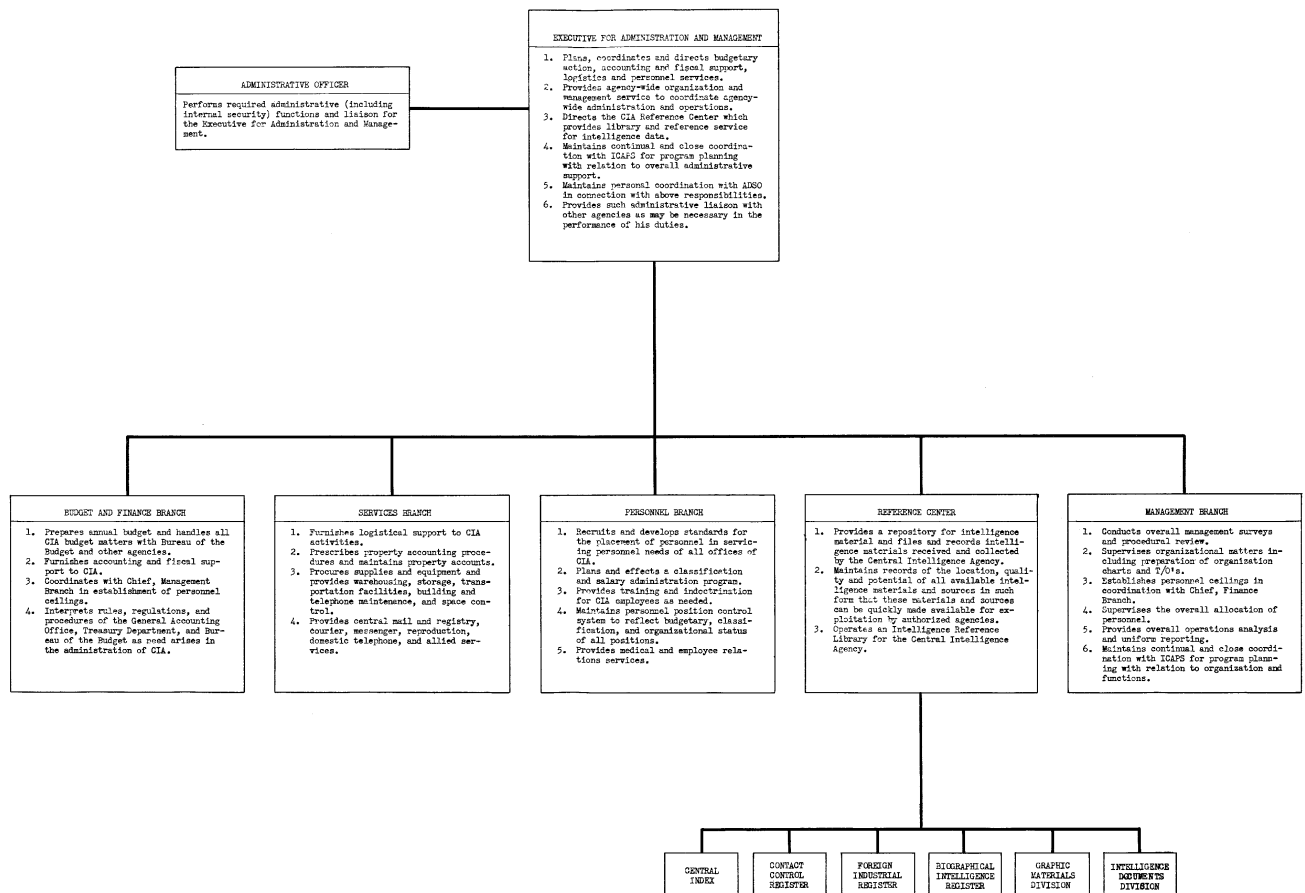 EXECUTIVE FOR ADMINISTRATION AND MANAGEMENT
1. Plans, coordinates and directs budgetary
action, accounting and fiscal support,
logistics and personnel services.
2. Provides agency-wide organization and
management service to coordinate agency-
wide administration and operations.
3. Directs the CIA Reference Center which
provides library and reference service
for intelligence data.
4. Maintains continual and close coordina-
tion with ICAPS for program planning
with relation to overall administrative
support.
5. Maintains personal coordination with ADSO
in connection with above responsibilities.
6. Provides such administrative liaison with
other agencies as may be necessary in the
performance of his duties.
ADMINISTRATIVE OFFICER
Performs required administrative (including
internal security) functions and liaison for
the Executive for Administration and Manage-
ment.
BUDGET AND FINANCE BRANCH
1. Prepares annual budget and handles all
CIA budget matters with Bureau of the
Budget and other agencies.
2. Furnishes accounting and fiscal sup-
port to CIA.
3. Coordinates with Chief, Management
Branch in establishment of personnel
ceilings.
4. Interprets rules, regulations, and
procedures of the General Accounting
Office, Treasury Department, and Bur-
eau of the Budget as need arises in
the administration of CIA.
SERVICES BRANCH
1. Furnishes logistical support to CIA
activities.
2. Prescribes property accounting proce-
dures and maintains property accounts.
3. Procures supplies and equipment and
provides warehousing, storage, trans-
portation facilities, building and
telephone maintenance, and space con-
trol.
4. Provides central mail and registry,
courier, messenger, reproduction,
domestic telephone, and allied ser-
vices.
PERSONNEL BRANCH
1. Recruits and develops standards for
the placement of personnel in servic-
ing personnel needs of all offices of
CIA.
2. Plans and effects a classification
and salary administration program.
3. Provides training and indoctrination
for CIA employees as needed.
4. Maintains personnel position control
system to reflect budgetary, classi-
fication, and organizational status
of all positions.
5. Provides medical and employee rela-
tions services.
REFERENCE CENTER
1. Provides a repository for intelligence
material and files and records intelli-
gence materials received and collected
by the Central Intelligence Agency.
2. Maintains records of the location, quali-
ty and potential of all available intel-
ligence materials and sources in such
form that these materials and sources
can be quickly made available for ex-
ploitation by authorized agencies.
3. Operates an Intelligence Reference
Library for the Central Intelligence
Agency.
MANAGEMENT BRANCH
1. Conducts overall management surveys
and procedural review.
2. Supervises organizational matters in-
cluding preparation of organization
charts and T/O's.
3. Establishes personnel ceilings in
coordination with Chief, Finance
Branch.
4. Supervises the overall allocation of
personnel.
5. Provides overall operations analysis
and uniform reporting.
6. Maintains continual and close coordi-
nation with ICAPS for program plann-
ing with relation to organization and
functions.
CENTRAL
INDEX
CONTACT
CONTROL
REGISTER
FOREIGN
INDUSTRIAL
REGISTER
BIOGRAPHICAL
INTELLIGENCE
REGISTER
GRAPHIC
MATERIALS
DIVISION
INTELLIGENCE
DOCUMENTS
DIVISION